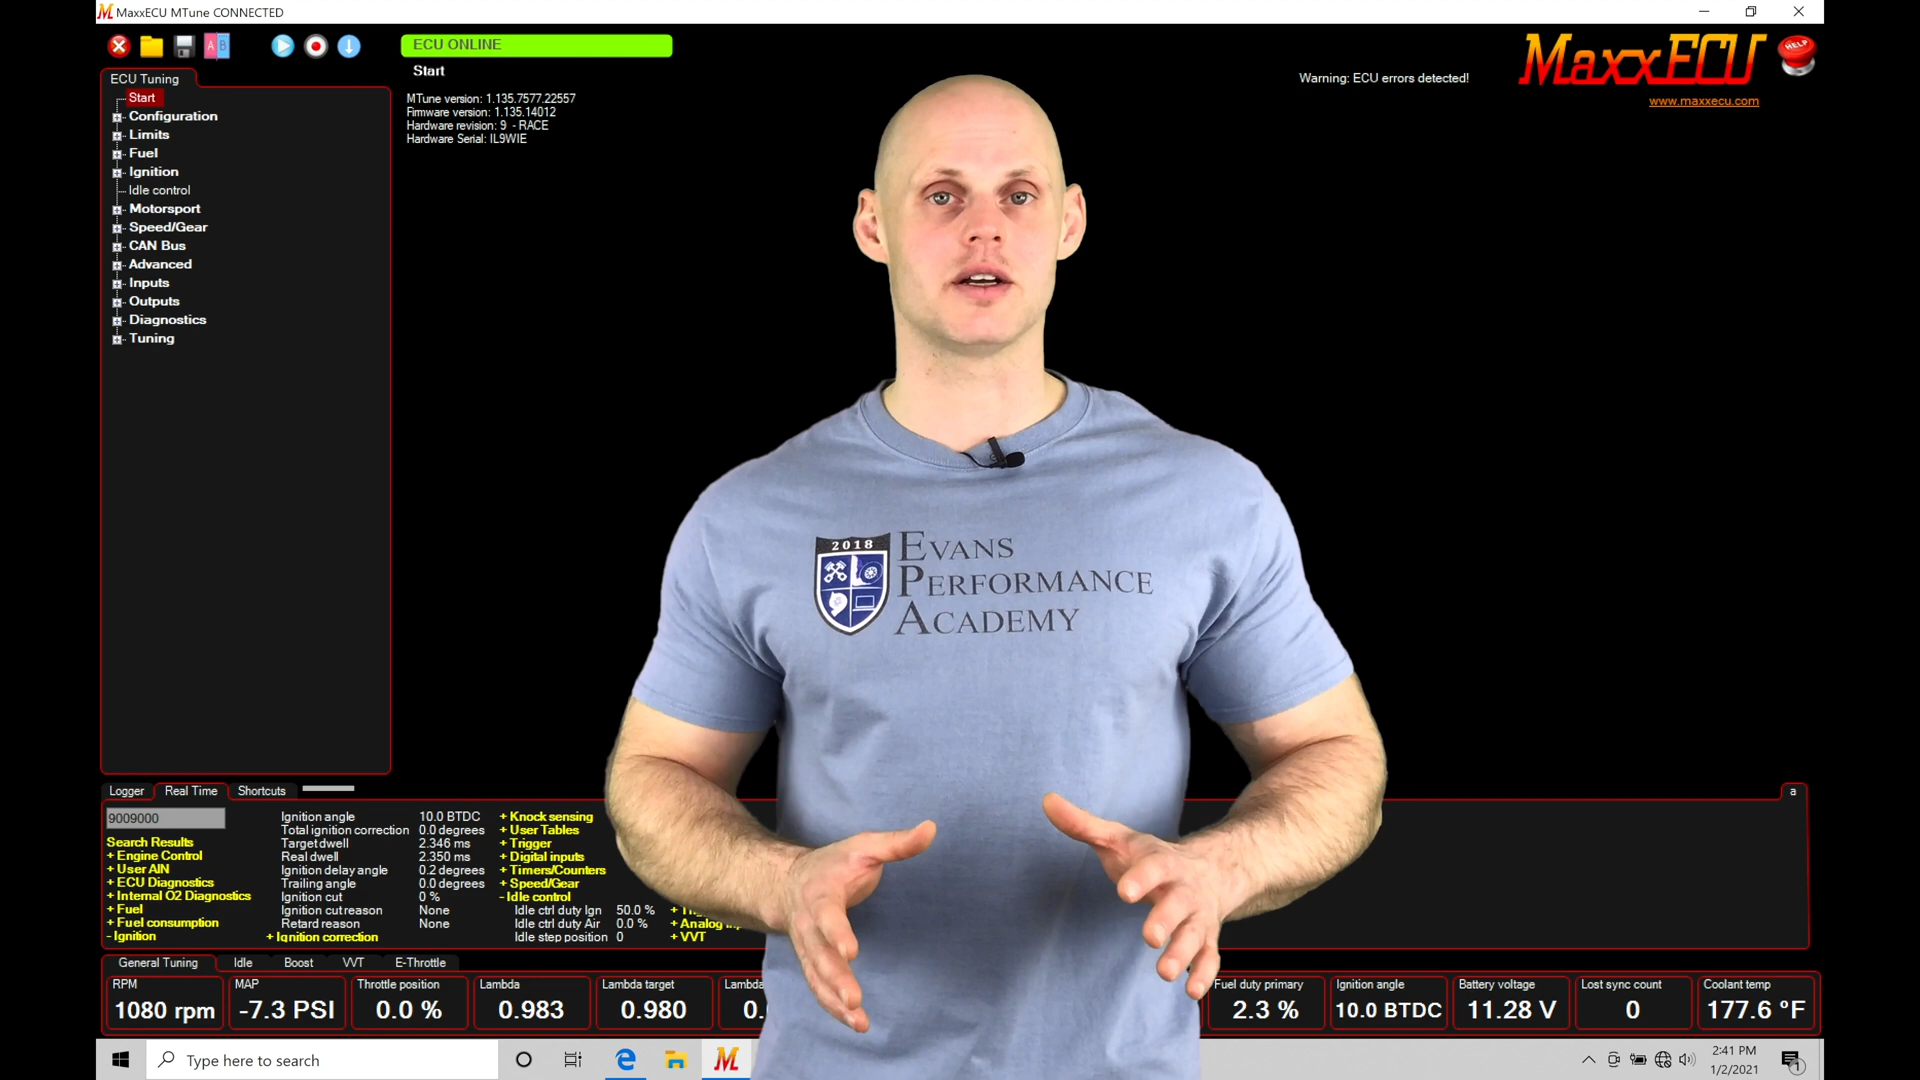 MaxxECU MTune CONNECTED
ECU ONLINE
Start
Warning: ECU errors detected!
MaxxECU
HELP
www.maxxecu.com
MTune version: 1.135.7577.22557
Firmware version: 1.135.14012
Hardware revision: 9 - RACE
Hardware Serial: IL9WIE
A B
ECU Tuning
Start
Configuration
Limits
Fuel
Ignition
Idle control
Motorsport
Speed/Gear
CAN Bus
Advanced
Inputs
Outputs
Diagnostics
Tuning
2018
EVANS
PERFORMANCE
ACADEMY
Logger Real Time Shortcuts
a
9009000
Search Results
+ Engine Control
+ User AIN
+ ECU Diagnostics
+ Internal O2 Diagnostics
+ Fuel
+ Fuel consumption
- Ignition
Ignition angle 10.0 BTDC
Total ignition correction 0.0 degrees
Target dwell 2.346 ms
Real dwell 2.350 ms
Ignition delay angle 0.2 degrees
Trailing angle 0.0 degrees
Ignition cut 0 %
Ignition cut reason None
Retard reason None
+ Ignition correction
+ Knock sensing
+ User Tables
+ Trigger
+ Digital inputs
+ Timers/Counters
+ Speed/Gear
- Idle control
Idle ctrl duty Ign 50.0 %
Idle ctrl duty Air 0.0 %
Idle step position 0
+ Analog
+ VVT
General Tuning Idle Boost VVT E-Throttle
RPM
1080 rpm
MAP
-7.3 PSI
Throttle position
0.0 %
Lambda
0.983
Lambda target
0.980
Lambda
0.
Fuel duty primary
2.3 %
Ignition angle
10.0 BTDC
Battery voltage
11.28 V
Lost sync count
0
Coolant temp
177.6 °F
Type here to search
2:41 PM
1/2/2021
1